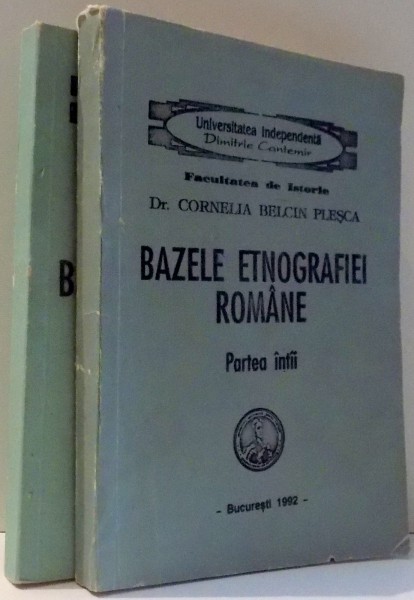 Universitatea Independentă
Dimitrie Cantemir
Facultatea de istorie
Dr. CORNELIA BELCIN PLEŞCA
BAZELE ETNOGRAFIEI
ROMÂNE
Partea întîi
- Bucureşti 1992 -
B